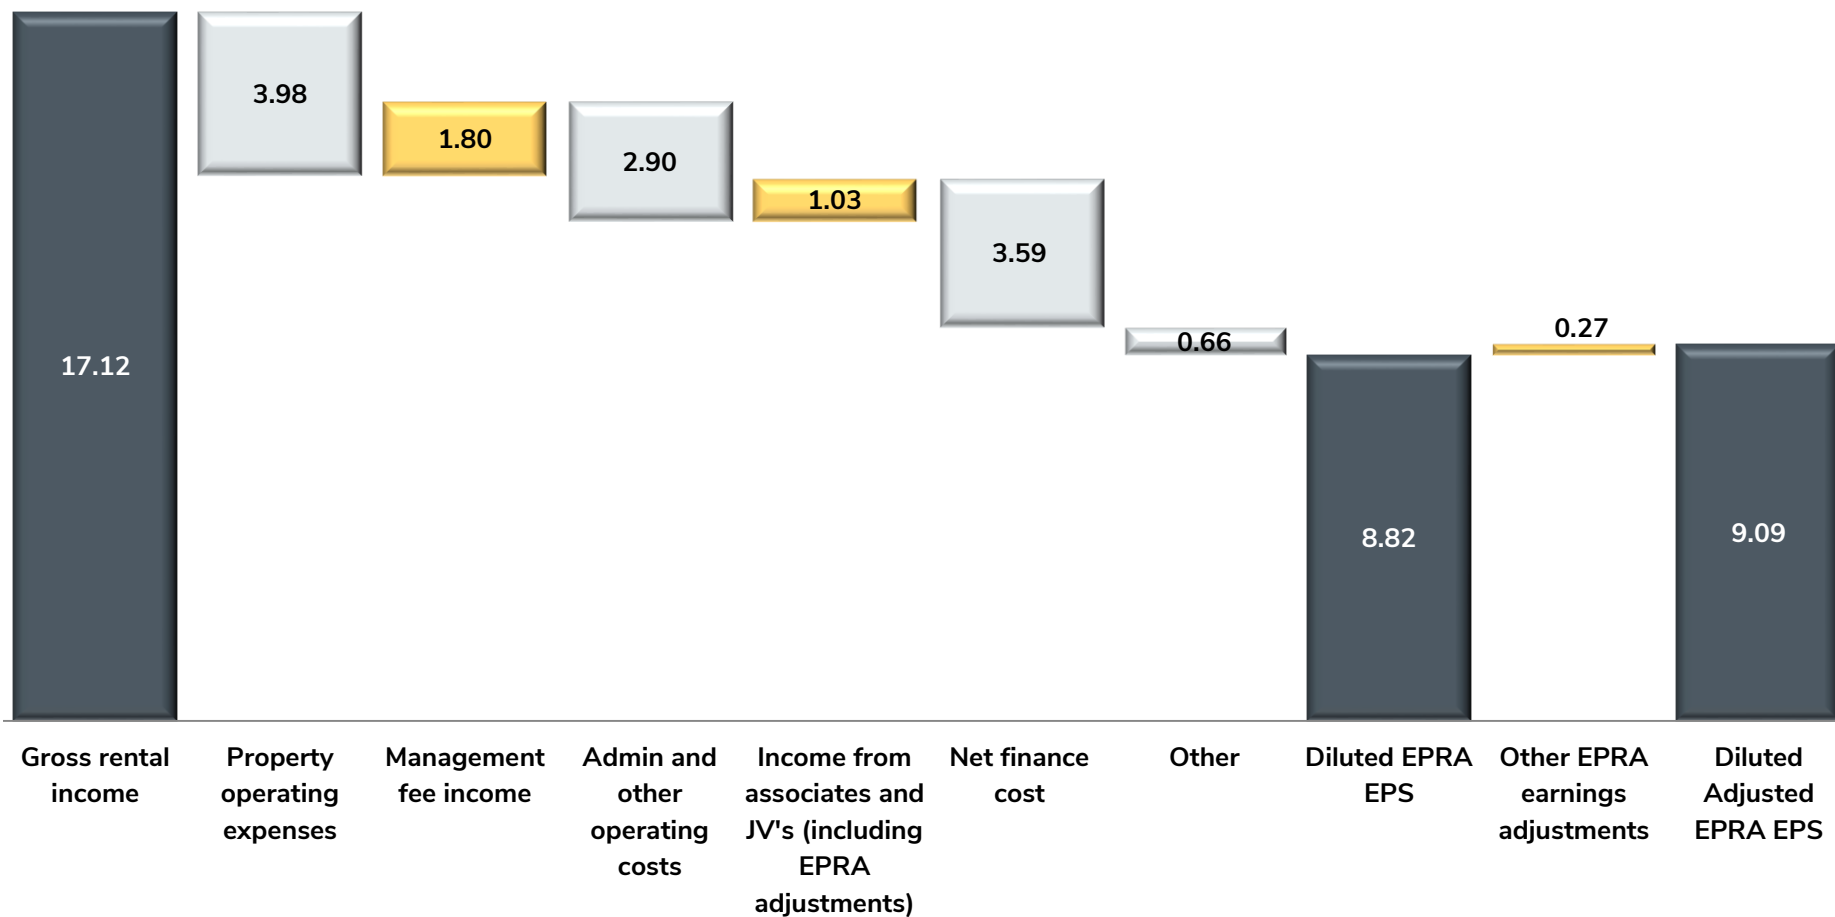 3.98
1.80
2.90
1.03
3.59
0.27
0.66
17.12
8.82
9.09
Gross rental
income
Property
operating
expenses
Management
fee income
Admin and
other
operating
costs
Income from
associates and
JV's (including
EPRA
adjustments)
Net finance
cost
Other
Diluted EPRA
EPS
Other EPRA
earnings
adjustments
Diluted
Adjusted
EPRA EPS